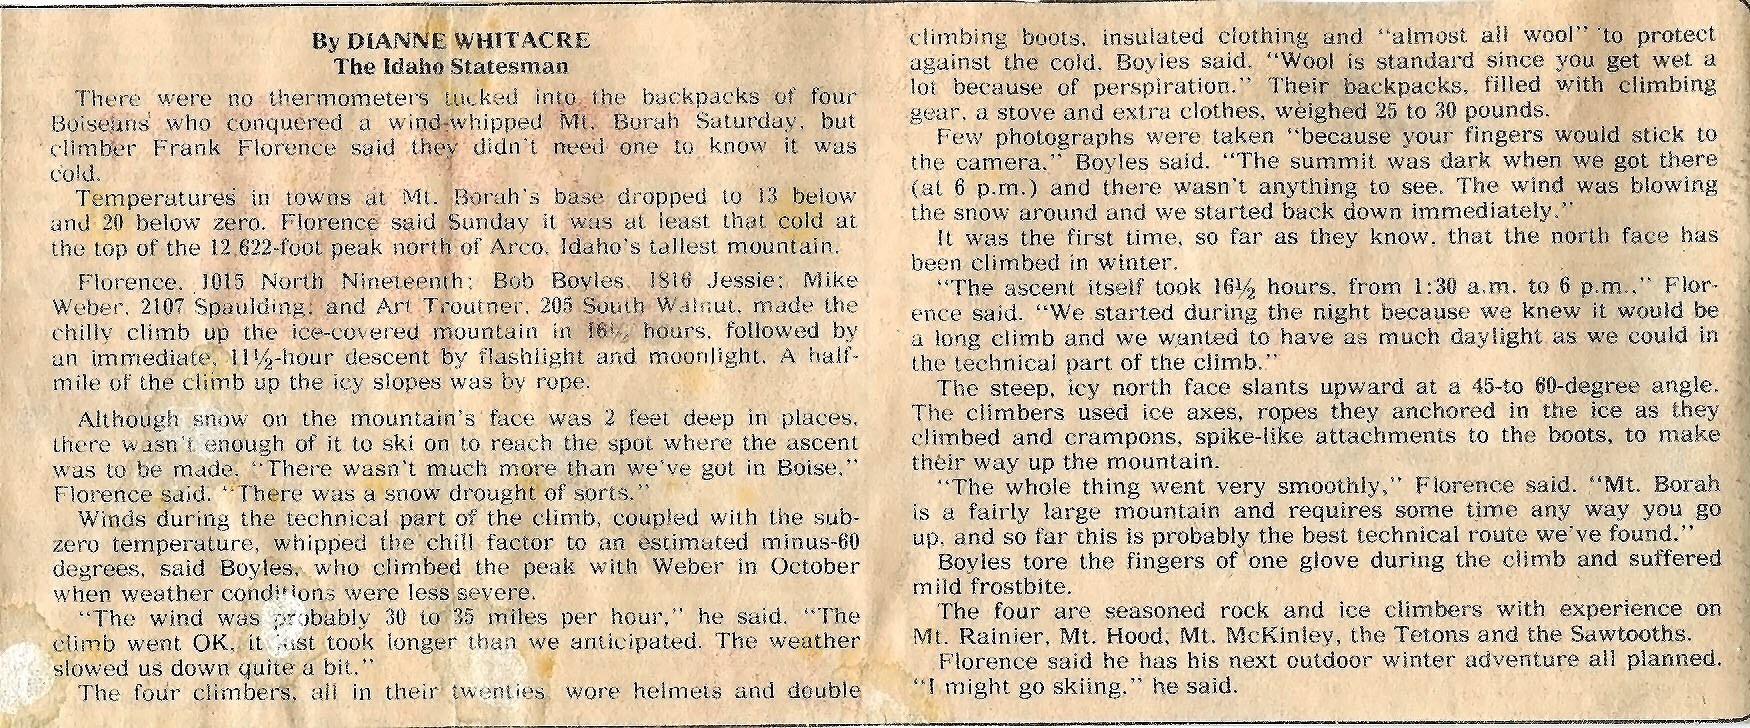 By DIANNE WHITACRE
The Idaho Statesman
There were no thermometers tucked into the backpacks of four
Boiseans who conquered a wind-whipped Mt. Borah Saturday, but
climber Frank Florence said they didn't need one to know it was
cold.
Temperatures in towns at Mt. Borah's base dropped to 13 below
and 20 below zero. Florence said Sunday it was at least that cold at
the top of the 12,622-foot peak north of Arco, Idaho's tallest mountain.
Florence, 1015 North Nineteenth; Bob Boyles, 1816 Jessie; Mike
Weber, 2107 Spaulding; and Art Troutner, 205 South Walnut, made the
chilly climb up the ice-covered mountain in 16½ hours, followed by
an immediate, 11½-hour descent by flashlight and moonlight. A half-
mile of the climb up the icy slopes was by rope.
Although snow on the mountain's face was 2 feet deep in places,
there wasn't enough of it to ski on to reach the spot where the ascent
was to be made. "There wasn't much more than we've got in Boise,"
Florence said. "There was a snow drought of sorts."
Winds during the technical part of the climb, coupled with the sub-
zero temperature, whipped the chill factor to an estimated minus-60
degrees, said Boyles, who climbed the peak with Weber in October
when weather conditions were less severe.
"The wind was probably 30 to 35 miles per hour," he said. "The
climb went OK, it just took longer than we anticipated. The weather
slowed us down quite a bit."
The four climbers, all in their twenties, wore helmets and double
climbing boots, insulated clothing and "almost all wool" to protect
against the cold, Boyles said. "Wool is standard since you get wet a
lot because of perspiration." Their backpacks, filled with climbing
gear, a stove and extra clothes, weighed 25 to 30 pounds.
Few photographs were taken "because your fingers would stick to
the camera," Boyles said. "The summit was dark when we got there
(at 6 p.m.) and there wasn't anything to see. The wind was blowing
the snow around and we started back down immediately."
It was the first time, so far as they know, that the north face has
been climbed in winter.
"The ascent itself took 16½ hours, from 1:30 a.m. to 6 p.m.," Flor-
ence said. "We started during the night because we knew it would be
a long climb and we wanted to have as much daylight as we could in
the technical part of the climb."
The steep, icy north face slants upward at a 45-to 60-degree angle.
The climbers used ice axes, ropes they anchored in the ice as they
climbed and crampons, spike-like attachments to the boots, to make
their way up the mountain.
"The whole thing went very smoothly," Florence said. "Mt. Borah
is a fairly large mountain and requires some time any way you go
up, and so far this is probably the best technical route we've found."
Boyles tore the fingers of one glove during the climb and suffered
mild frostbite.
The four are seasoned rock and ice climbers with experience on
Mt. Rainier, Mt. Hood, Mt. McKinley, the Tetons and the Sawtooths.
Florence said he has his next outdoor winter adventure all planned.
"I might go skiing," he said.